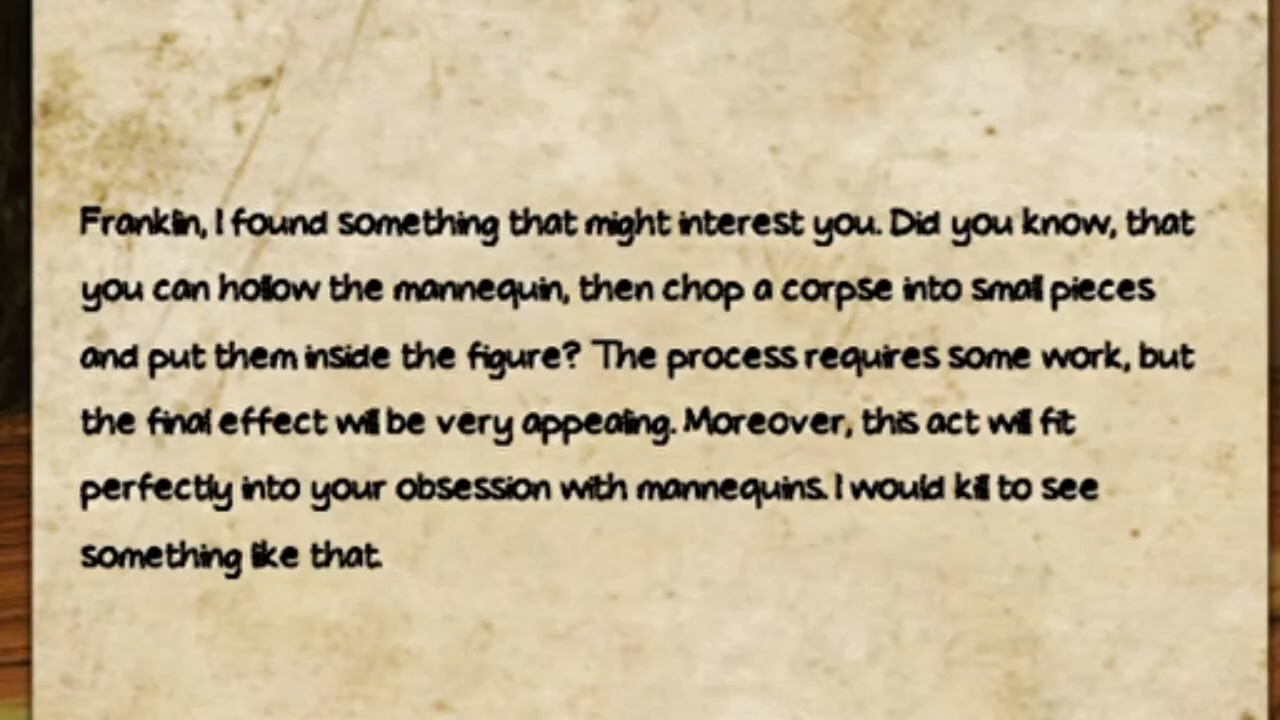 Franklin, I found something that might interest you. Did you know, that
you can hollow the mannequin, then chop a corpse into small pieces
and put them inside the figure? The process requires some work, but
the final effect will be very appealing. Moreover, this act will fit
perfectly into your obsession with mannequins. I would kill to see
something like that.